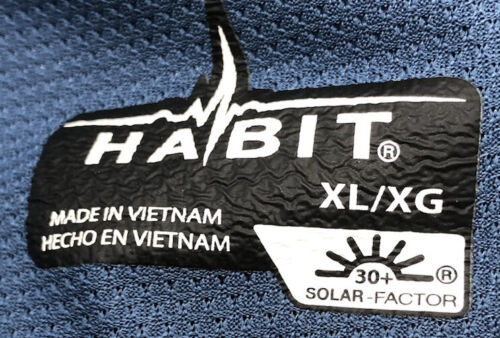 HABIT®
XL/XG
MADE IN VIETNAM
HECHO EN VIETNAM
30+ ®
SOLAR-FACTOR